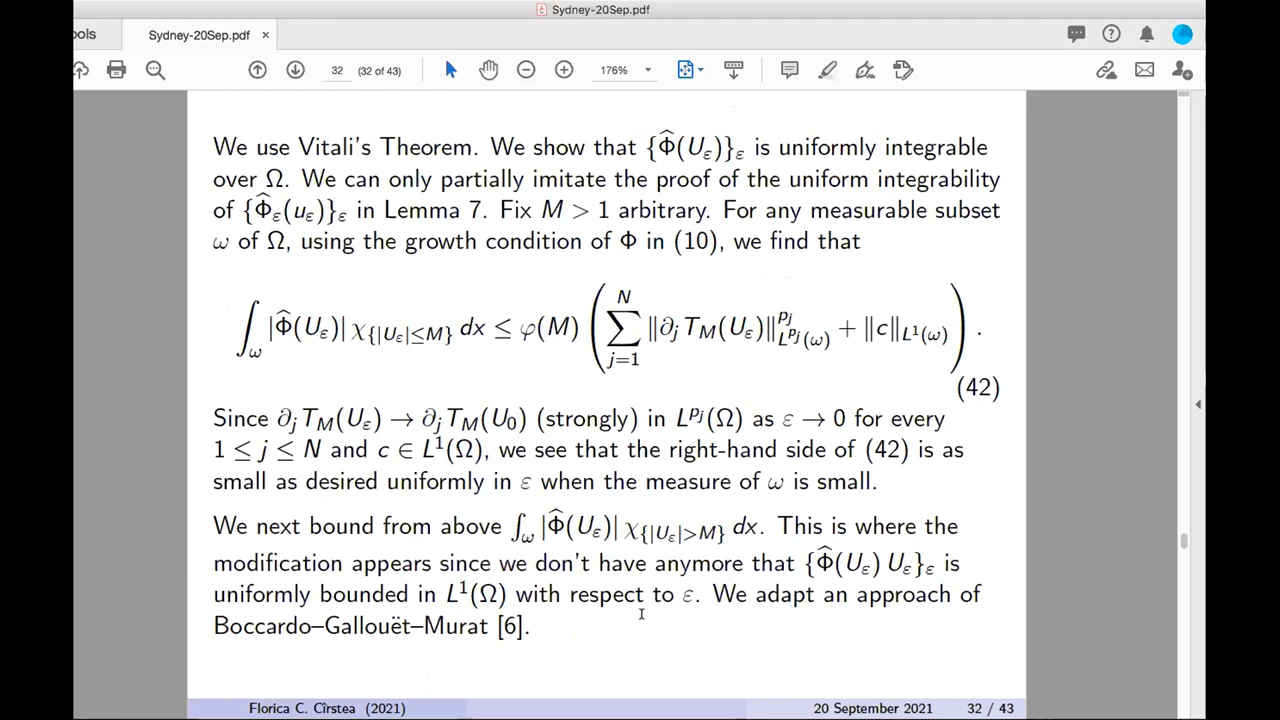 Sydney-20Sep.pdf
ools
Sydney-20Sep.pdf ×
32 (32 of 43)
176%
We use Vitali's Theorem. We show that {Φ̂(U_ε)}_ε is uniformly integrable
over Ω. We can only partially imitate the proof of the uniform integrability
of {Φ̂_ε(u_ε)}_ε in Lemma 7. Fix M > 1 arbitrary. For any measurable subset
ω of Ω, using the growth condition of Φ in (10), we find that
∫_ω |Φ̂(U_ε)| χ_{{|U_ε|≤M}} dx ≤ φ(M) ( ∑_{j=1}^{N} ‖∂_j T_M(U_ε)‖^{p_j}_{L^{p_j}(ω)} + ‖c‖_{L^1(ω)} ) .
(42)
Since ∂_j T_M(U_ε) → ∂_j T_M(U_0) (strongly) in L^{p_j}(Ω) as ε → 0 for every
1 ≤ j ≤ N and c ∈ L^1(Ω), we see that the right-hand side of (42) is as
small as desired uniformly in ε when the measure of ω is small.
We next bound from above ∫_ω |Φ̂(U_ε)| χ_{{|U_ε|>M}} dx. This is where the
modification appears since we don't have anymore that {Φ̂(U_ε) U_ε}_ε is
uniformly bounded in L^1(Ω) with respect to ε. We adapt an approach of
Boccardo–Gallouët–Murat [6].
Florica C. Cîrstea (2021) 20 September 2021 32 / 43